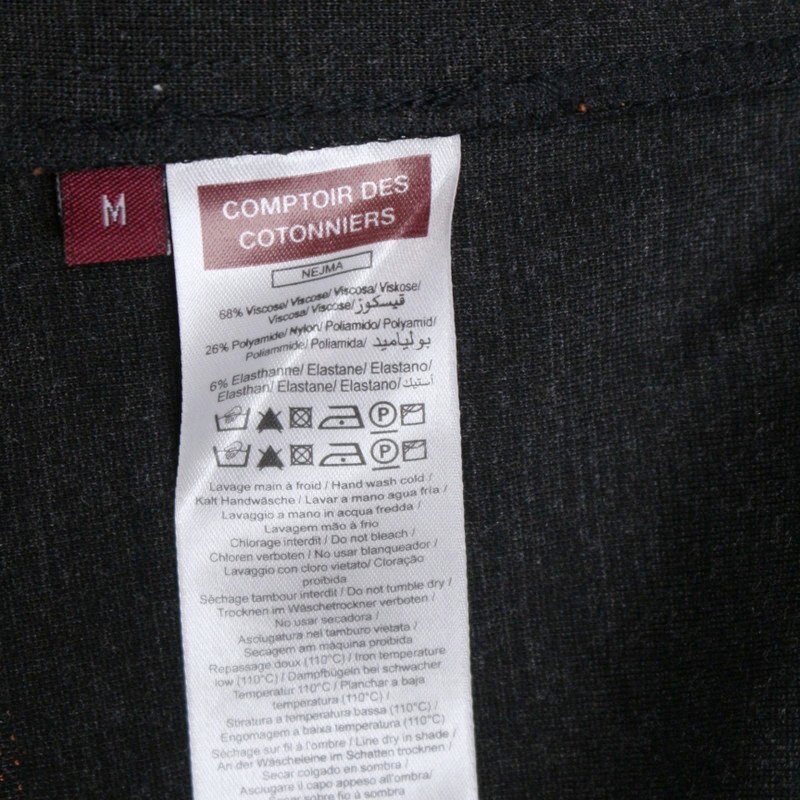 M
COMPTOIR DES
COTONNIERS
NEJMA
68% Viscose/ Viscose/ Viscosa/ Viskose/
Viscosa/ Viscose/ قيسكوز
26% Polyamide/ Nylon/ Poliamido/ Polyamid/
Poliammide/ Poliamida/ بولياميد
6% Elasthanne/ Elastane/ Elastano/
Elasthan/ Elastane/ Elastano/ أستبك
P
P
Lavage main à froid / Hand wash cold /
Kalt Handwäsche / Lavar a mano agua fria /
Lavaggio a mano in acqua fredda /
Lavagem mão à frio
Chlorage interdit / Do not bleach /
Chloren verboten / No usar blanqueador /
Lavaggio con cloro vietato/ Cloração
proibida
Séchage tambour interdit / Do not tumble dry /
Trocknen im Wäschetrockner verboten /
No usar secadora /
Asciugatura nel tamburo vietata /
Secagem am máquina proibida
Repassage doux (110°C) / Iron temperature
low (110°C) / Dampfbügeln bei schwacher
Temperatur 110°C / Planchar a baja
temperatura (110°C) /
Stiratura a temperatura bassa (110°C) /
Engomagem a baixa temperatura (110°C)
Séchage sur fil à l'ombre / Line dry in shade /
An der Wäscheleine im Schatten trocknen /
Secar colgado en sombra /
Asciugare il capo appeso all'ombra/
Secar sobre fio à sombra